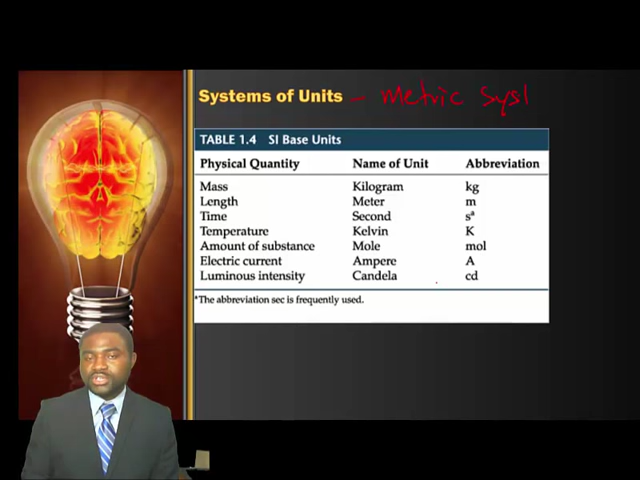 Systems of Units - Metric Sys
TABLE 1.4 SI Base Units
Physical Quantity Name of Unit Abbreviation
Mass Kilogram kg
Length Meter m
Time Second sᵃ
Temperature Kelvin K
Amount of substance Mole mol
Electric current Ampere A
Luminous intensity Candela cd
ᵃThe abbreviation sec is frequently used.